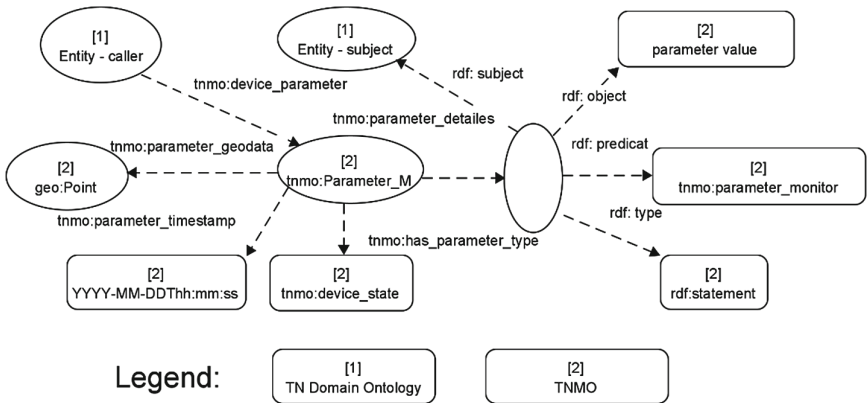 [1]
Entity - caller
[1]
Entity - subject
[2]
parameter value
rdf: subject
tnmo:device_parameter
rdf: object
tnmo:parameter_detailes
rdf: predicat
tnmo:parameter_geodata
[2]
geo:Point
[2]
tnmo:Parameter_M
[2]
tnmo:parameter_monitor
tnmo:parameter_timestamp
rdf: type
tnmo:has_parameter_type
[2]
YYYY-MM-DDThh:mm:ss
[2]
tnmo:device_state
[2]
rdf:statement
Legend:
[1]
TN Domain Ontology
[2]
TNMO